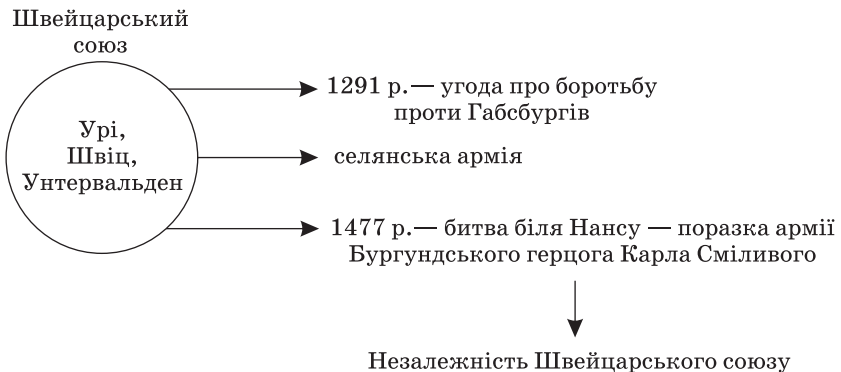 Швейцарський
союз
Урі,
Швіц,
Унтервальден
1291 р.— угода про боротьбу
проти Габсбургів
селянська армія
1477 р.— битва біля Нансу — поразка армії
Бургундського герцога Карла Сміливого
Незалежність Швейцарського союзу